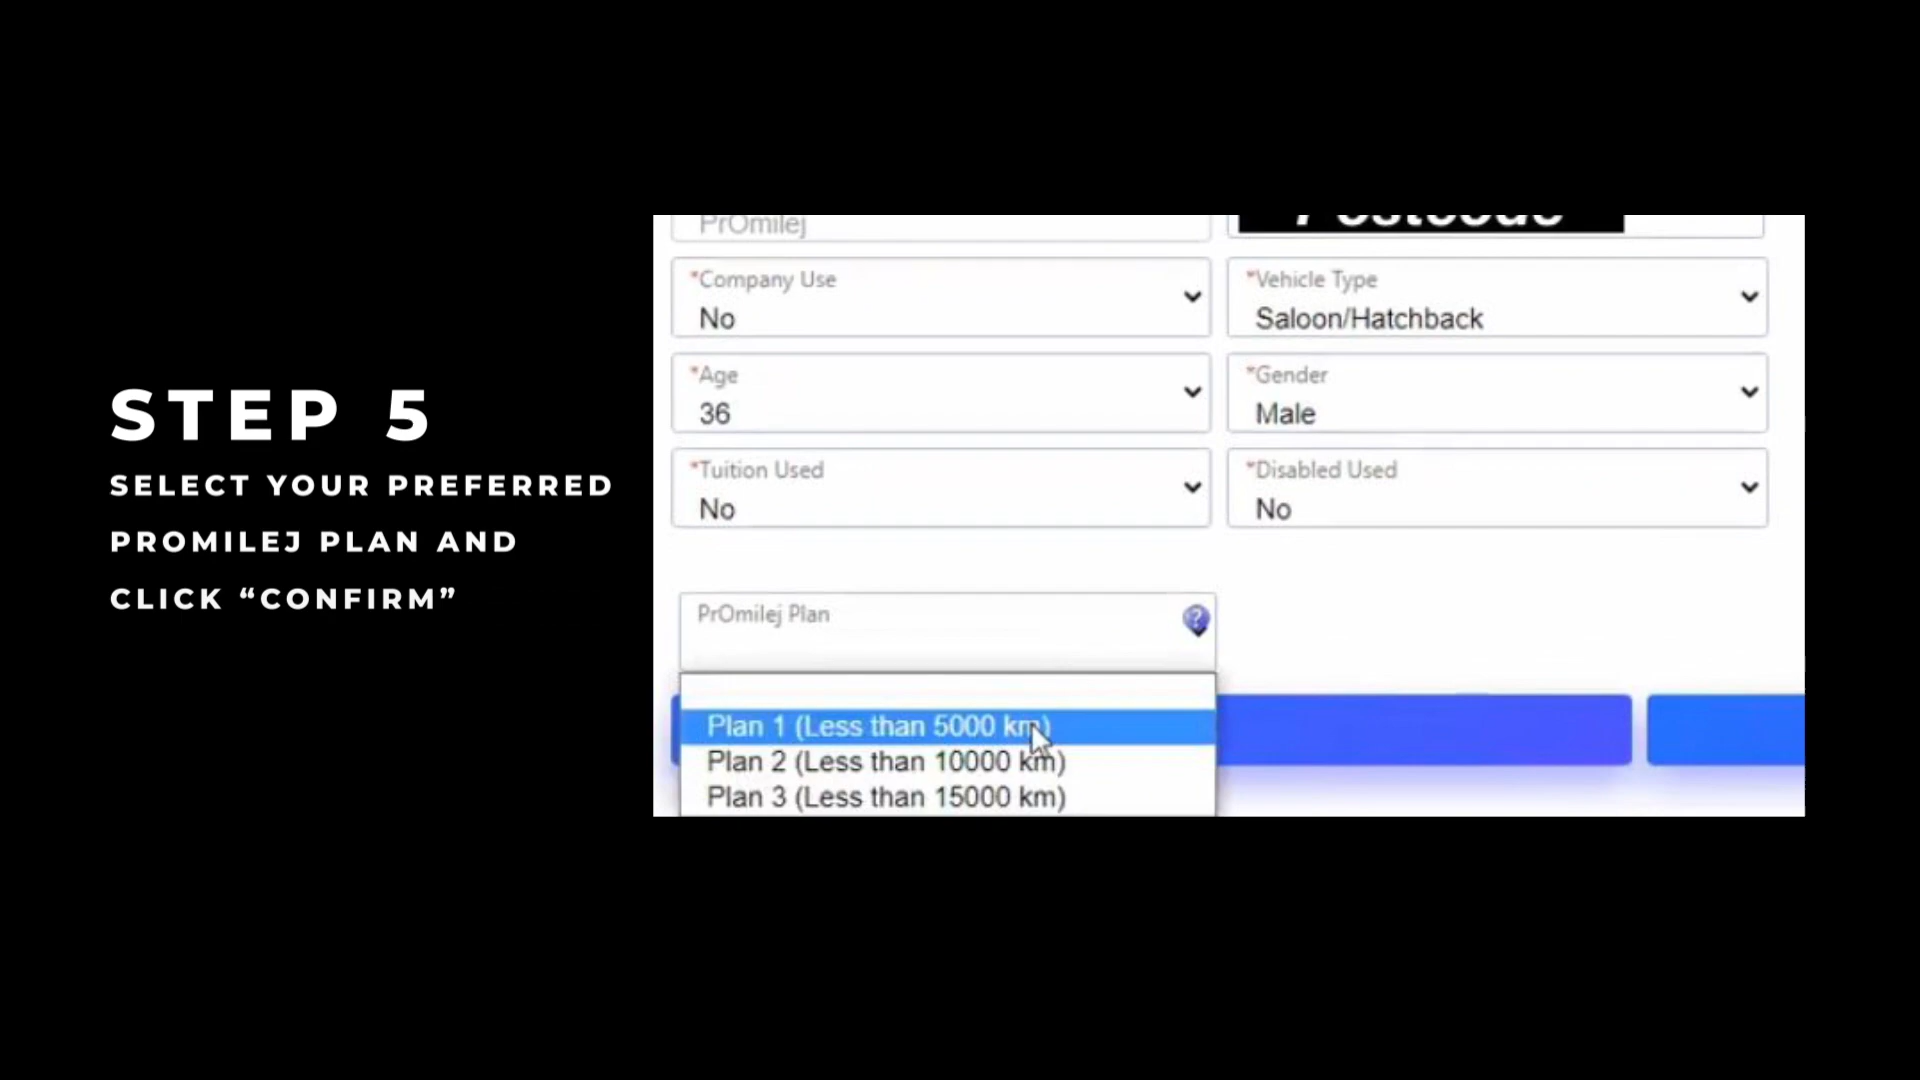 STEP 5
SELECT YOUR PREFERRED
PROMILEJ PLAN AND
CLICK “CONFIRM”
PrOmilej
Postcode
*Company Use
No
*Vehicle Type
Saloon/Hatchback
*Age
36
*Gender
Male
*Tuition Used
No
*Disabled Used
No
PrOmilej Plan
?
Plan 1 (Less than 5000 km)
Plan 2 (Less than 10000 km)
Plan 3 (Less than 15000 km)